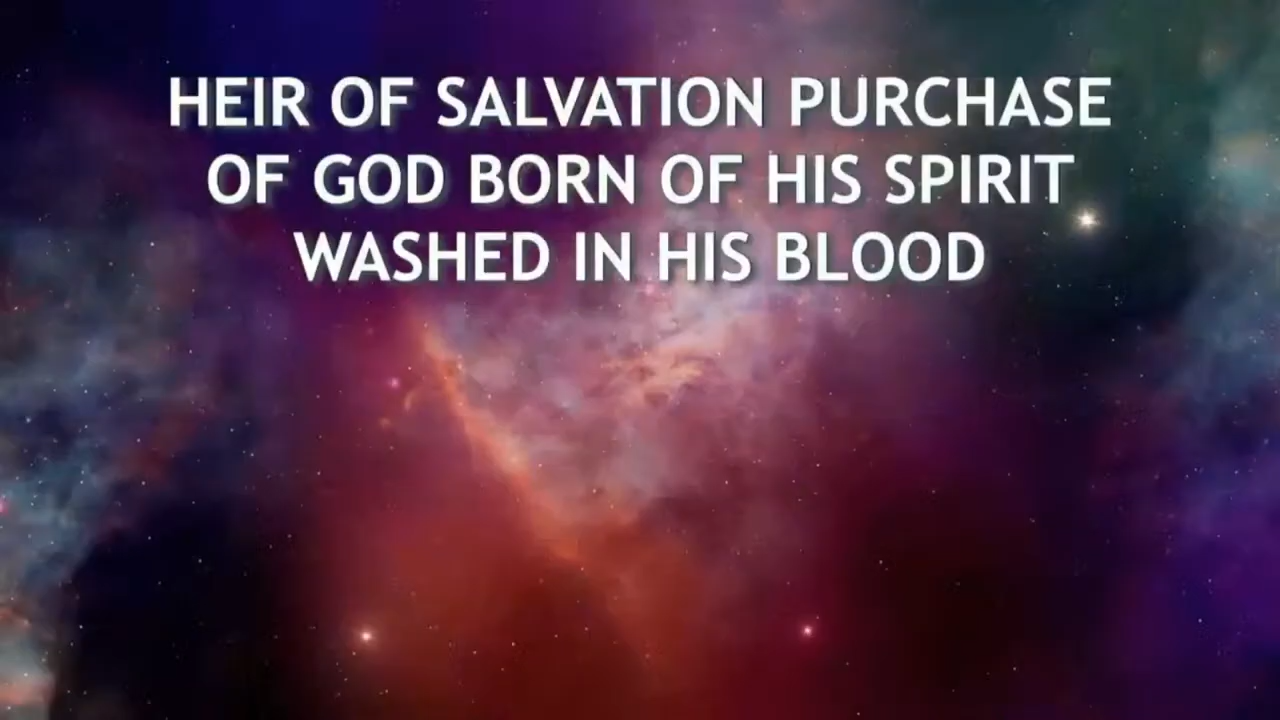 HEIR OF SALVATION PURCHASE
OF GOD BORN OF HIS SPIRIT
WASHED IN HIS BLOOD